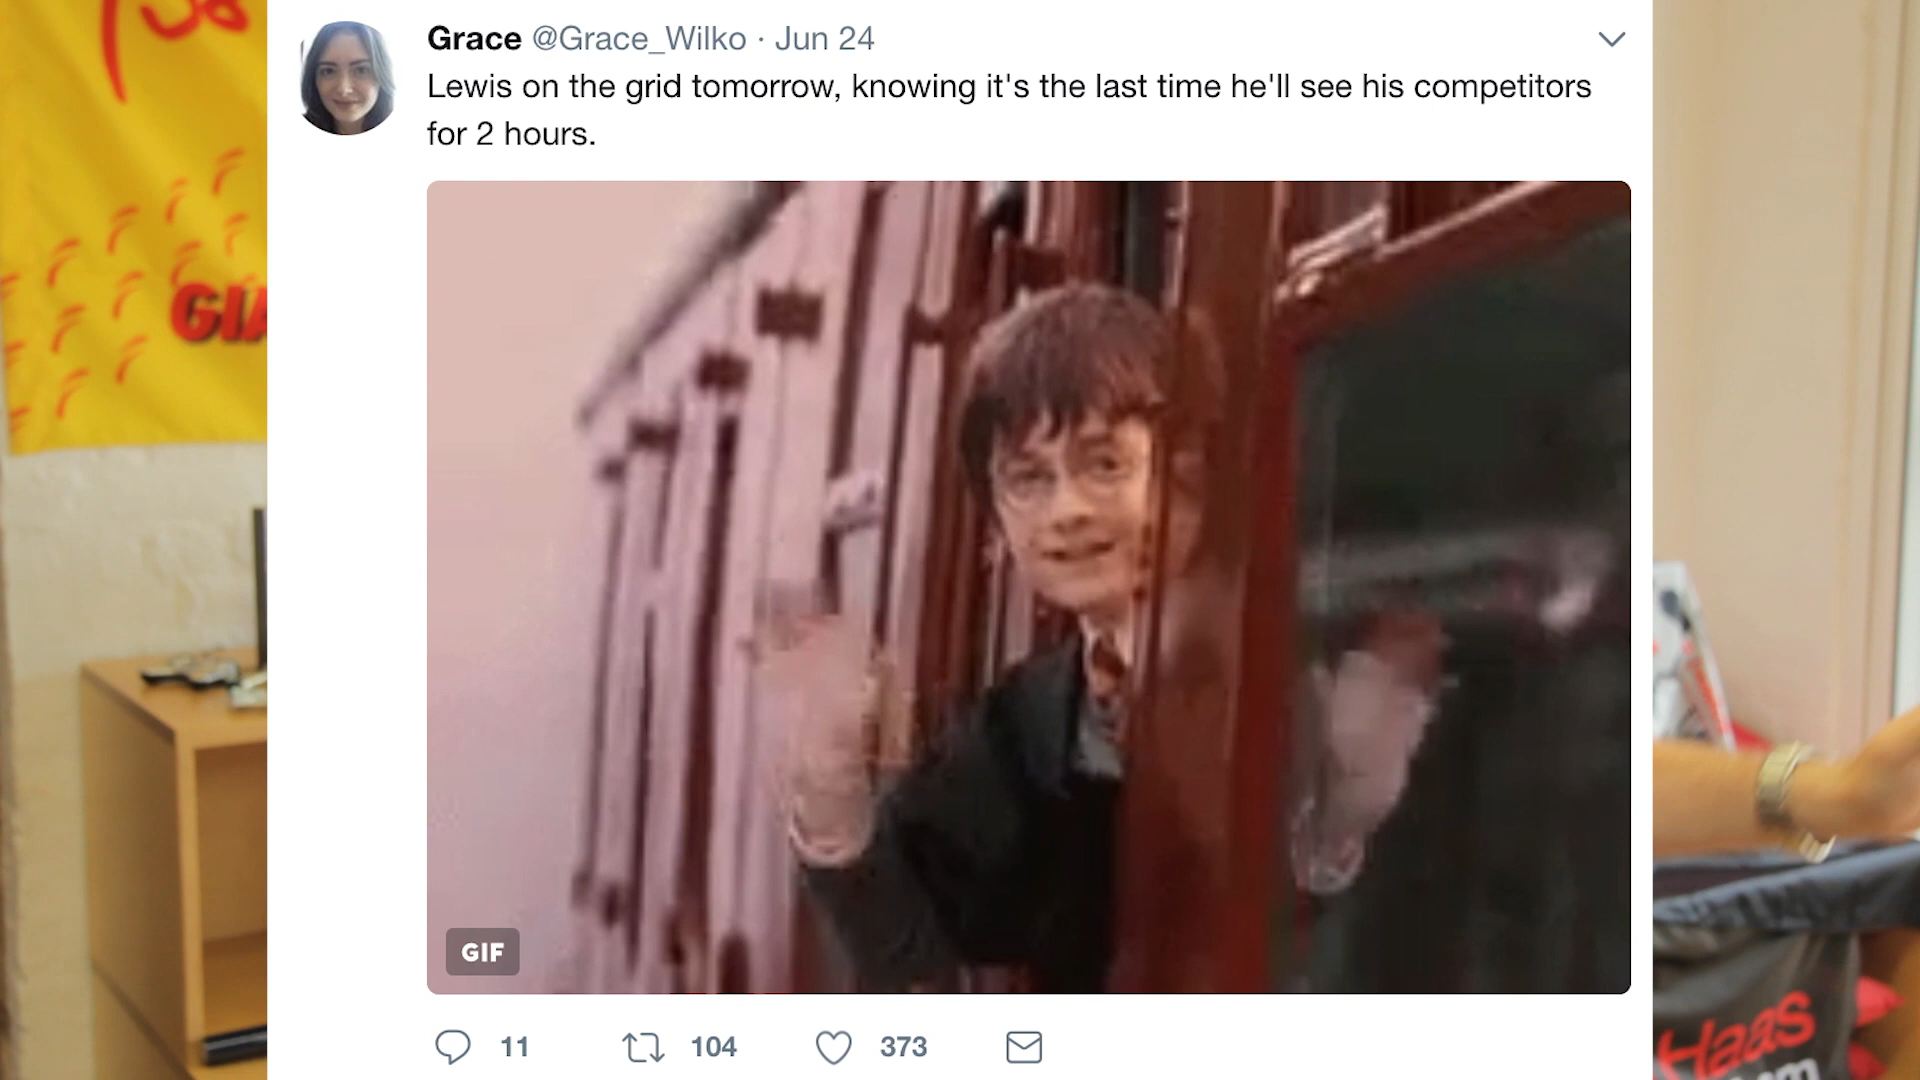 Grace @Grace_Wilko · Jun 24
Lewis on the grid tomorrow, knowing it's the last time he'll see his competitors
for 2 hours.
GIA
GIF
11 104 373
Haas